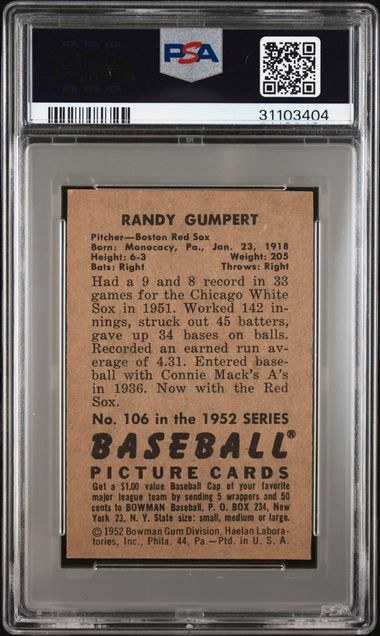 PSA
31103404
RANDY GUMPERT
Pitcher—Boston Red Sox
Born: Monocacy, Pa., Jan. 23, 1918
Height: 6-3 Weight: 205
Bats: Right Throws: Right
Had a 9 and 8 record in 33
games for the Chicago White
Sox in 1951. Worked 142 in-
nings, struck out 45 batters,
gave up 34 bases on balls.
Recorded an earned run av-
erage of 4.31. Entered base-
ball with Connie Mack's A's
in 1936. Now with the Red
Sox.
No. 106 in the 1952 SERIES
BASEBALL®
PICTURE CARDS
Get a $1.00 value Baseball Cap of your favorite
major league team by sending 5 wrappers and 50
cents to BOWMAN Baseball, P. O. BOX 234, New
York 23, N. Y. State size: small, medium or large.
©1952 Bowman Gum Division, Haelan Labora-
tories, Inc., Phila. 44, Pa.—Ptd. in U. S. A.